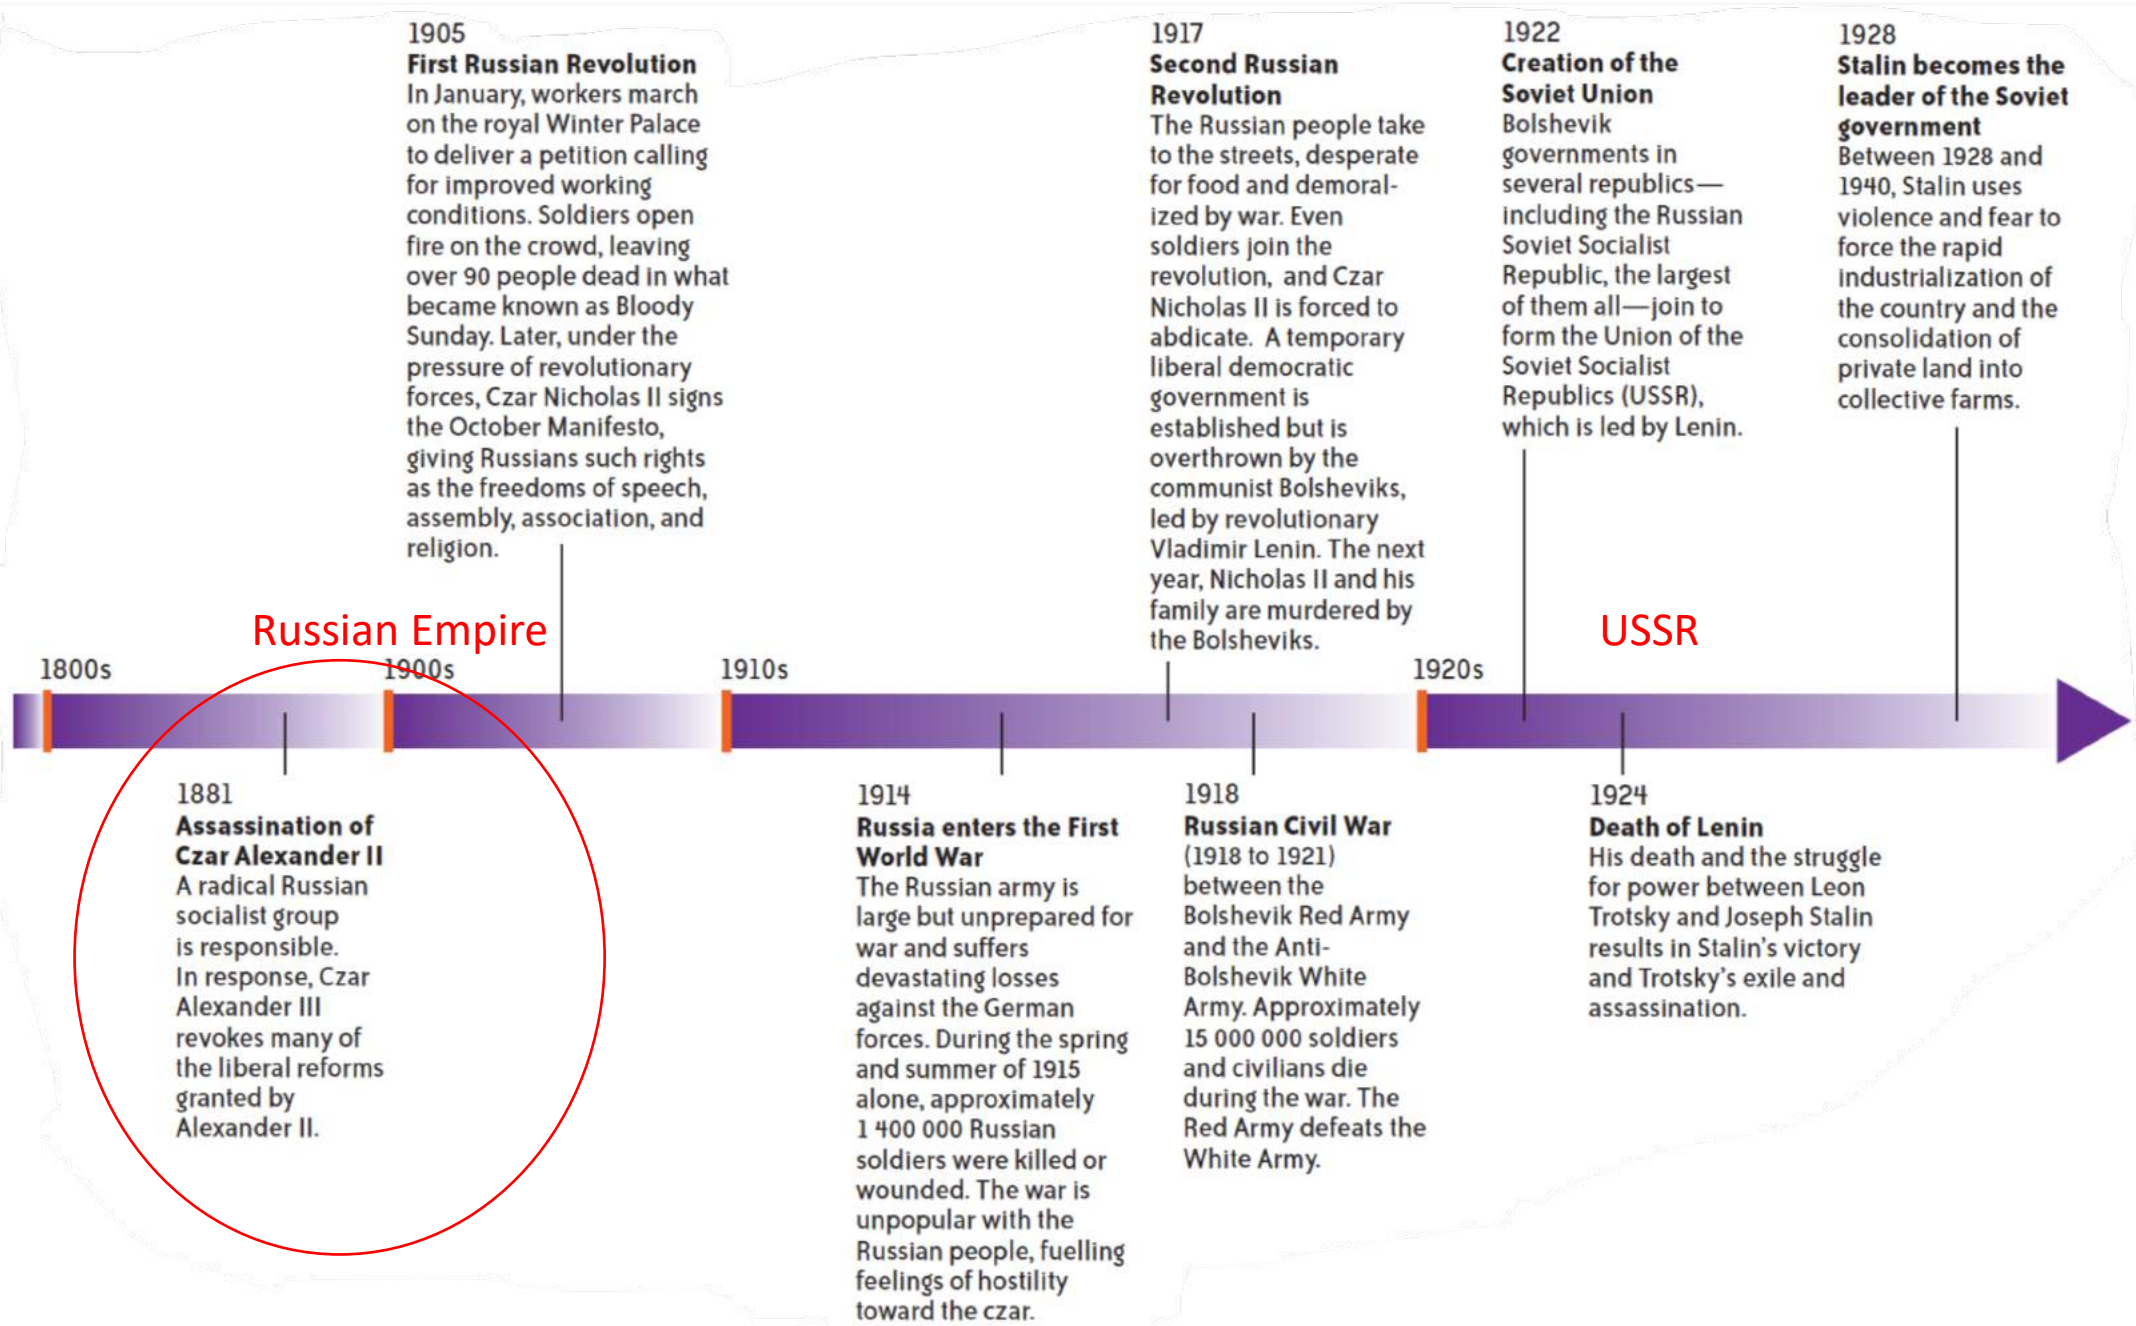 1905
First Russian Revolution
In January, workers march
on the royal Winter Palace
to deliver a petition calling
for improved working
conditions. Soldiers open
fire on the crowd, leaving
over 90 people dead in what
became known as Bloody
Sunday. Later, under the
pressure of revolutionary
forces, Czar Nicholas II signs
the October Manifesto,
giving Russians such rights
as the freedoms of speech,
assembly, association, and
religion.
1917
Second Russian
Revolution
The Russian people take
to the streets, desperate
for food and demoral-
ized by war. Even
soldiers join the
revolution, and Czar
Nicholas II is forced to
abdicate. A temporary
liberal democratic
government is
established but is
overthrown by the
communist Bolsheviks,
led by revolutionary
Vladimir Lenin. The next
year, Nicholas II and his
family are murdered by
the Bolsheviks.
1922
Creation of the
Soviet Union
Bolshevik
governments in
several republics—
including the Russian
Soviet Socialist
Republic, the largest
of them all—join to
form the Union of the
Soviet Socialist
Republics (USSR),
which is led by Lenin.
1928
Stalin becomes the
leader of the Soviet
government
Between 1928 and
1940, Stalin uses
violence and fear to
force the rapid
industrialization of
the country and the
consolidation of
private land into
collective farms.
Russian Empire
USSR
1800s
1900s
1910s
1920s
1881
Assassination of
Czar Alexander II
A radical Russian
socialist group
is responsible.
In response, Czar
Alexander III
revokes many of
the liberal reforms
granted by
Alexander II.
1914
Russia enters the First
World War
The Russian army is
large but unprepared for
war and suffers
devastating losses
against the German
forces. During the spring
and summer of 1915
alone, approximately
1 400 000 Russian
soldiers were killed or
wounded. The war is
unpopular with the
Russian people, fuelling
feelings of hostility
toward the czar.
1918
Russian Civil War
(1918 to 1921)
between the
Bolshevik Red Army
and the Anti-
Bolshevik White
Army. Approximately
15 000 000 soldiers
and civilians die
during the war. The
Red Army defeats the
White Army.
1924
Death of Lenin
His death and the struggle
for power between Leon
Trotsky and Joseph Stalin
results in Stalin's victory
and Trotsky's exile and
assassination.